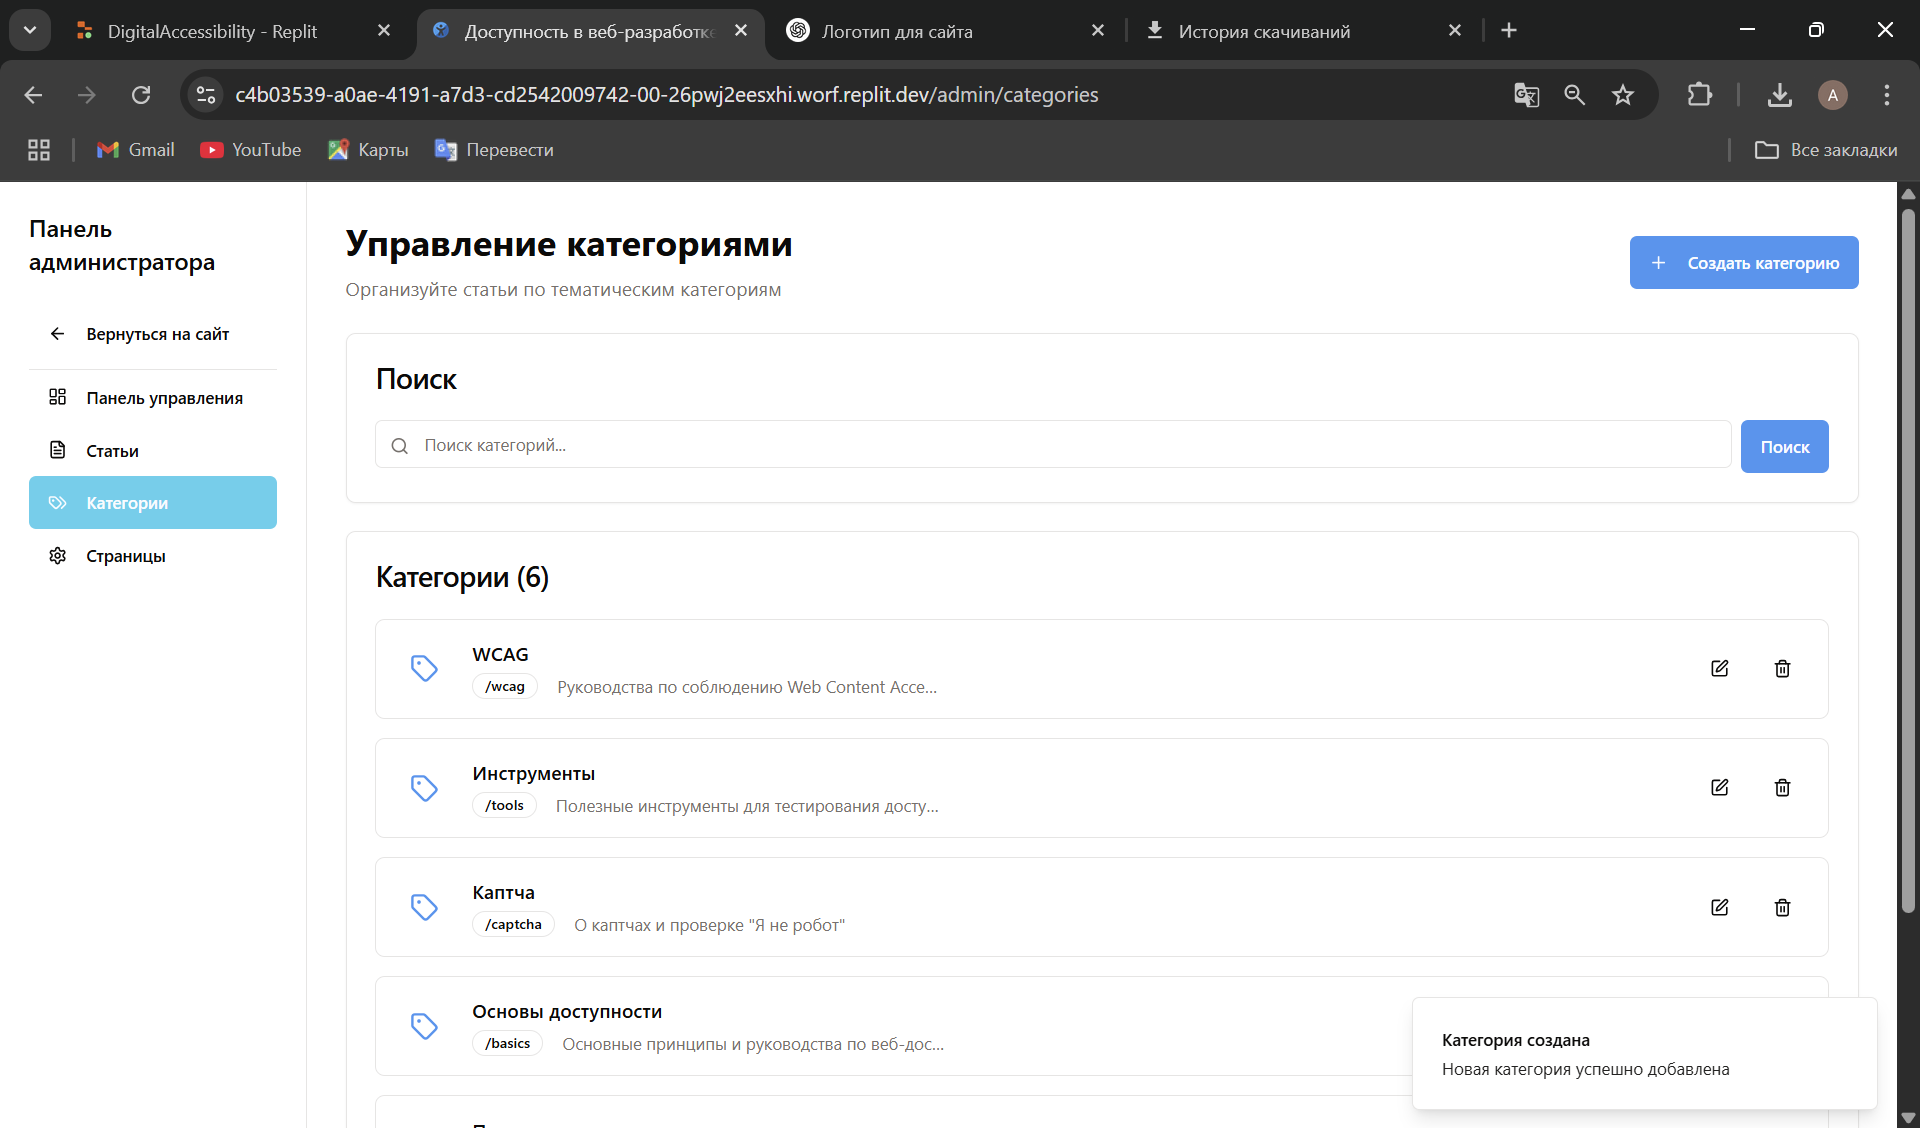 DigitalAccessibility - Replit
Доступность в веб-разработке
Логотип для сайта
История скачиваний
c4b03539-a0ae-4191-a7d3-cd2542009742-00-26pwj2eesxhi.worf.replit.dev/admin/categories
A
Gmail
YouTube
Карты
Перевести
Все закладки
Панель
администратора
Вернуться на сайт
Панель управления
Статьи
Категории
Страницы
Управление категориями
Организуйте статьи по тематическим категориям
Создать категорию
Поиск
Поиск категорий...
Поиск
Категории (6)
WCAG
/wcag Руководства по соблюдению Web Content Acce...
Инструменты
/tools Полезные инструменты для тестирования досту...
Каптча
/captcha О каптчах и проверке "Я не робот"
Основы доступности
/basics Основные принципы и руководства по веб-дос...
Категория создана
Новая категория успешно добавлена